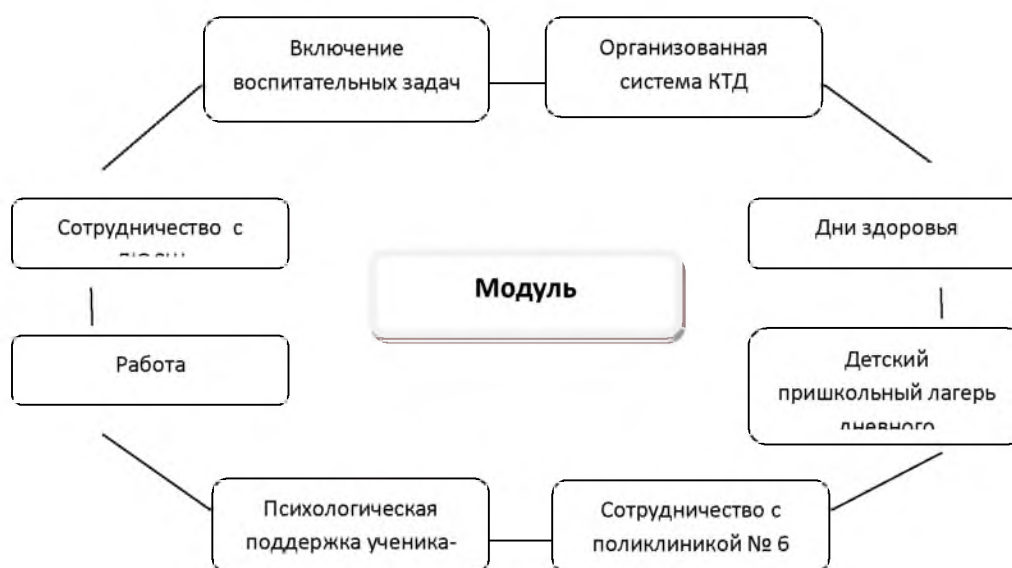 Включение
воспитательных задач
Организованная
система КТД
Сотрудничество с
Дни здоровья
Модуль
Работа
Детский
пришкольный лагерь
дневного
Психологическая
поддержка ученика-
Сотрудничество с
поликлиникой № 6